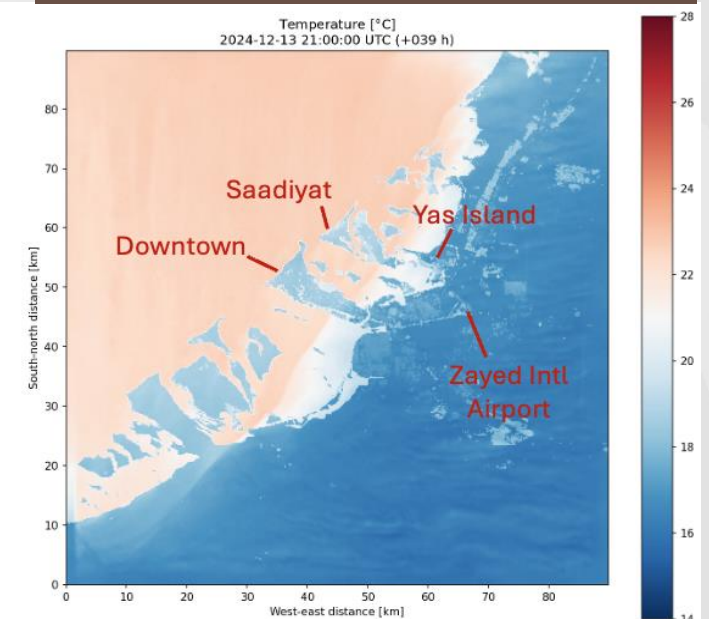 Temperature [°C]
2024-12-13 21:00:00 UTC (+039 h)
28
26
24
22
20
18
16
14
South-north distance [km]
80
70
60
50
40
30
20
10
0
Saadiyat
Yas Island
Downtown
Zayed Intl
Airport
0 10 20 30 40 50 60 70 80
West-east distance [km]